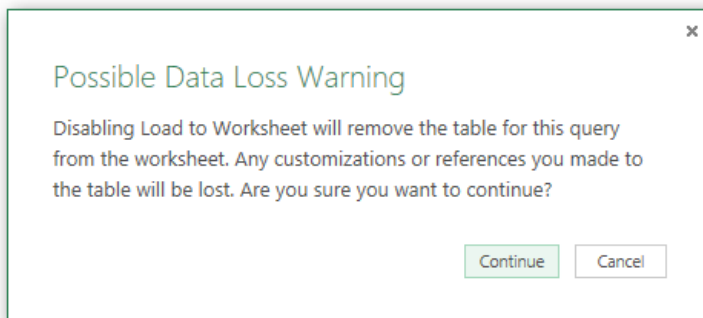 Possible Data Loss Warning
Disabling Load to Worksheet will remove the table for this query
from the worksheet. Any customizations or references you made to
the table will be lost. Are you sure you want to continue?
Continue Cancel